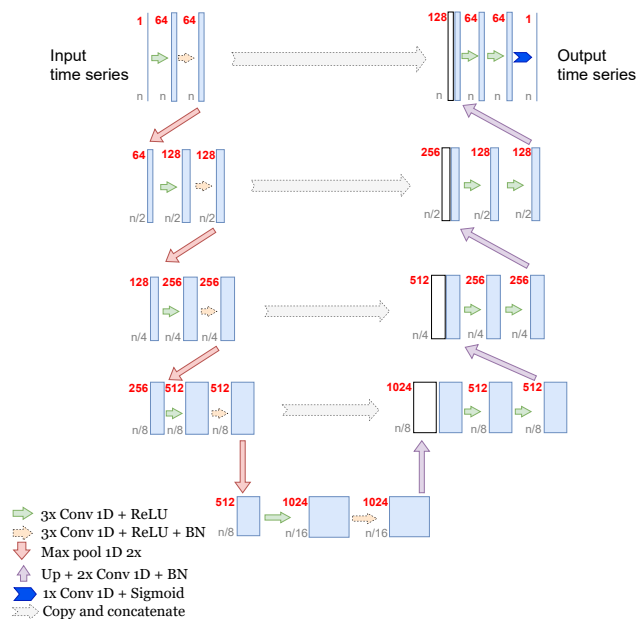 1 64 64 128 64 64 1
Input
time series
Output
time series
n n n n n n n
64 128 128 256 128 128
n/2 n/2 n/2 n/2 n/2 n/2
128 256 256 512 256 256
n/4 n/4 n/4 n/4 n/4 n/4
256 512 512 1024 512 512
n/8 n/8 n/8 n/8 n/8 n/8
512 1024 1024
n/8 n/16 n/16
3x Conv 1D + ReLU
3x Conv 1D + ReLU + BN
Max pool 1D 2x
Up + 2x Conv 1D + BN
1x Conv 1D + Sigmoid
Copy and concatenate